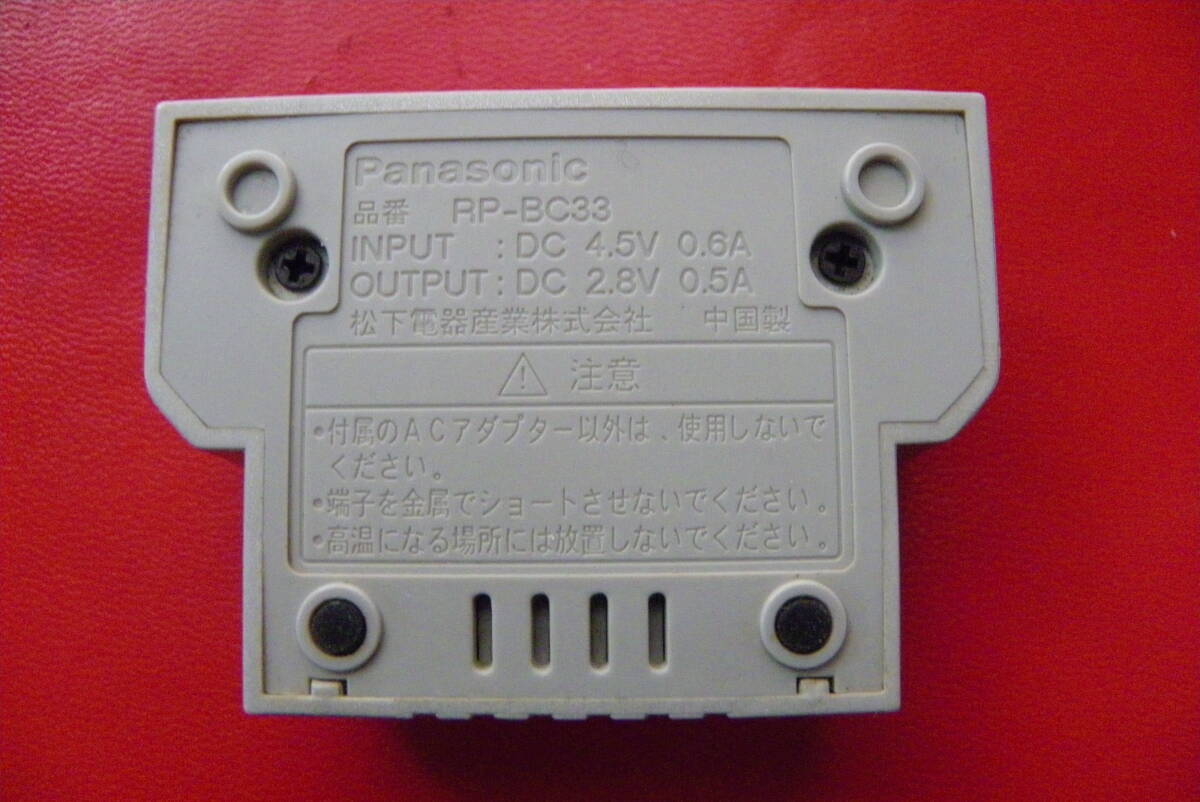 Panasonic
品番 RP-BC33
INPUT : DC 4.5V 0.6A
OUTPUT : DC 2.8V 0.5A
松下電器産業株式会社 中国製
注意
•付属のACアダプター以外は、使用しないで
ください。
•端子を金属でショートさせないでください。
•高温になる場所には放置しないでください。